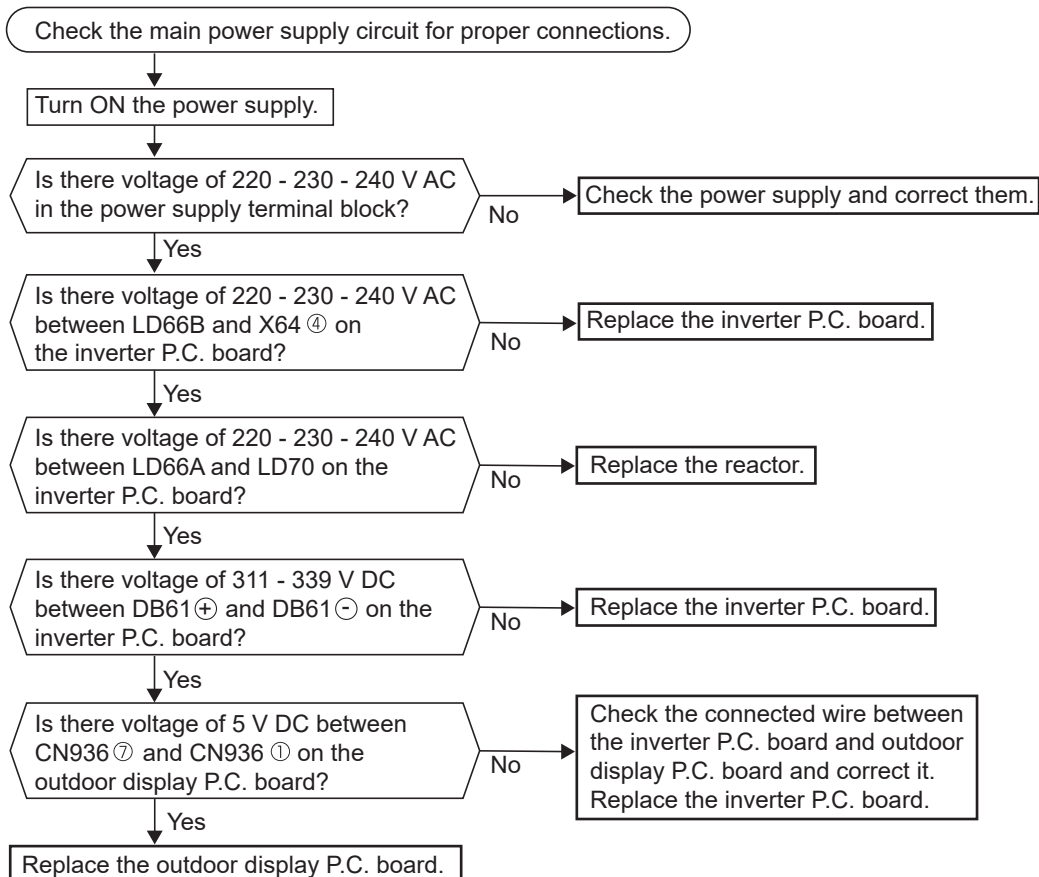 Check the main power supply circuit for proper connections.
Turn ON the power supply.
Is there voltage of 220 - 230 - 240 V AC
in the power supply terminal block?
No
Check the power supply and correct them.
Yes
Is there voltage of 220 - 230 - 240 V AC
between LD66B and X64 ④ on
the inverter P.C. board?
No
Replace the inverter P.C. board.
Yes
Is there voltage of 220 - 230 - 240 V AC
between LD66A and LD70 on the
inverter P.C. board?
No
Replace the reactor.
Yes
Is there voltage of 311 - 339 V DC
between DB61⊕ and DB61⊖ on the
inverter P.C. board?
No
Replace the inverter P.C. board.
Yes
Is there voltage of 5 V DC between
CN936 ⑦ and CN936 ① on the
outdoor display P.C. board?
No
Check the connected wire between
the inverter P.C. board and outdoor
display P.C. board and correct it.
Replace the inverter P.C. board.
Yes
Replace the outdoor display P.C. board.